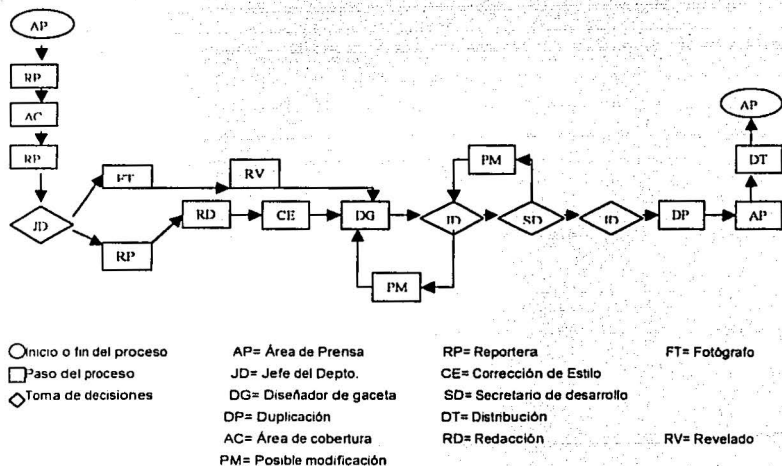 AP
RP
AC
RP
JD
FT
RV
RP
RD
CE
DG
PM
JD
PM
SD
JD
DP
AP
DT
AP
Inicio o fin del proceso
Paso del proceso
Toma de decisiones
AP= Área de Prensa
JD= Jefe del Depto.
DG= Diseñador de gaceta
DP= Duplicación
AC= Área de cobertura
PM= Posible modificación
RP= Reportera
CE= Corrección de Estilo
SD= Secretario de desarrollo
DT= Distribución
RD= Redacción
FT= Fotógrafo
RV= Revelado